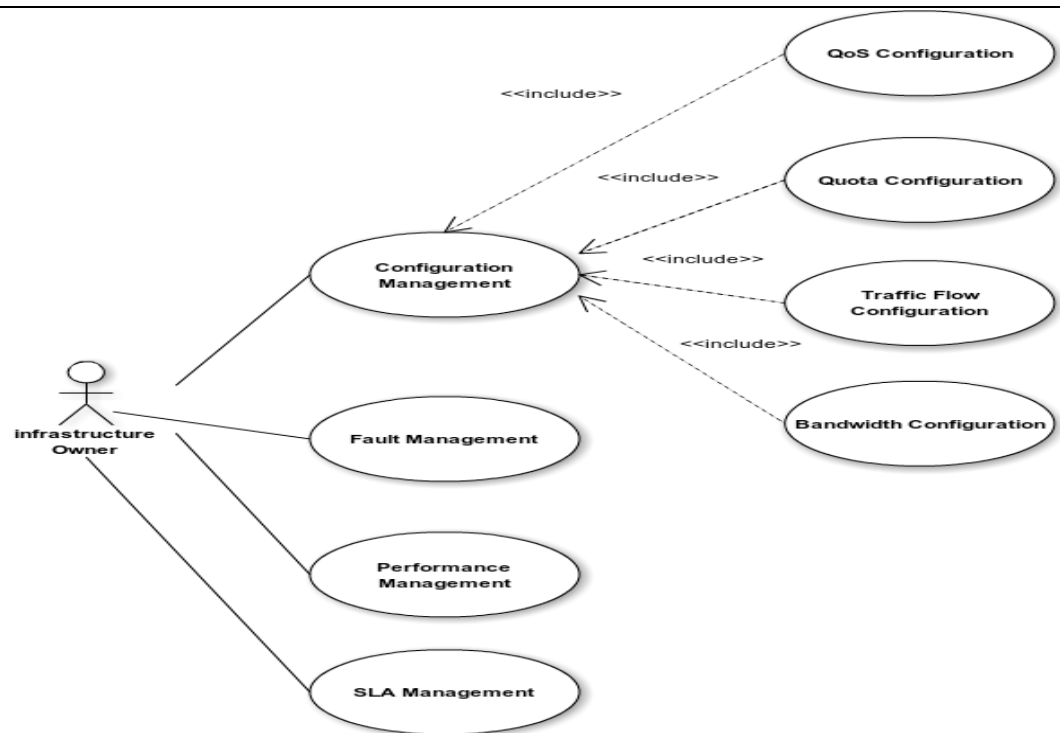 QoS Configuration
<<include>>
<<include>>
Quota Configuration
<<include>>
Configuration
Management
Traffic Flow
Configuration
<<include>>
Bandwidth Configuration
infrastructure
Owner
Fault Management
Performance
Management
SLA Management